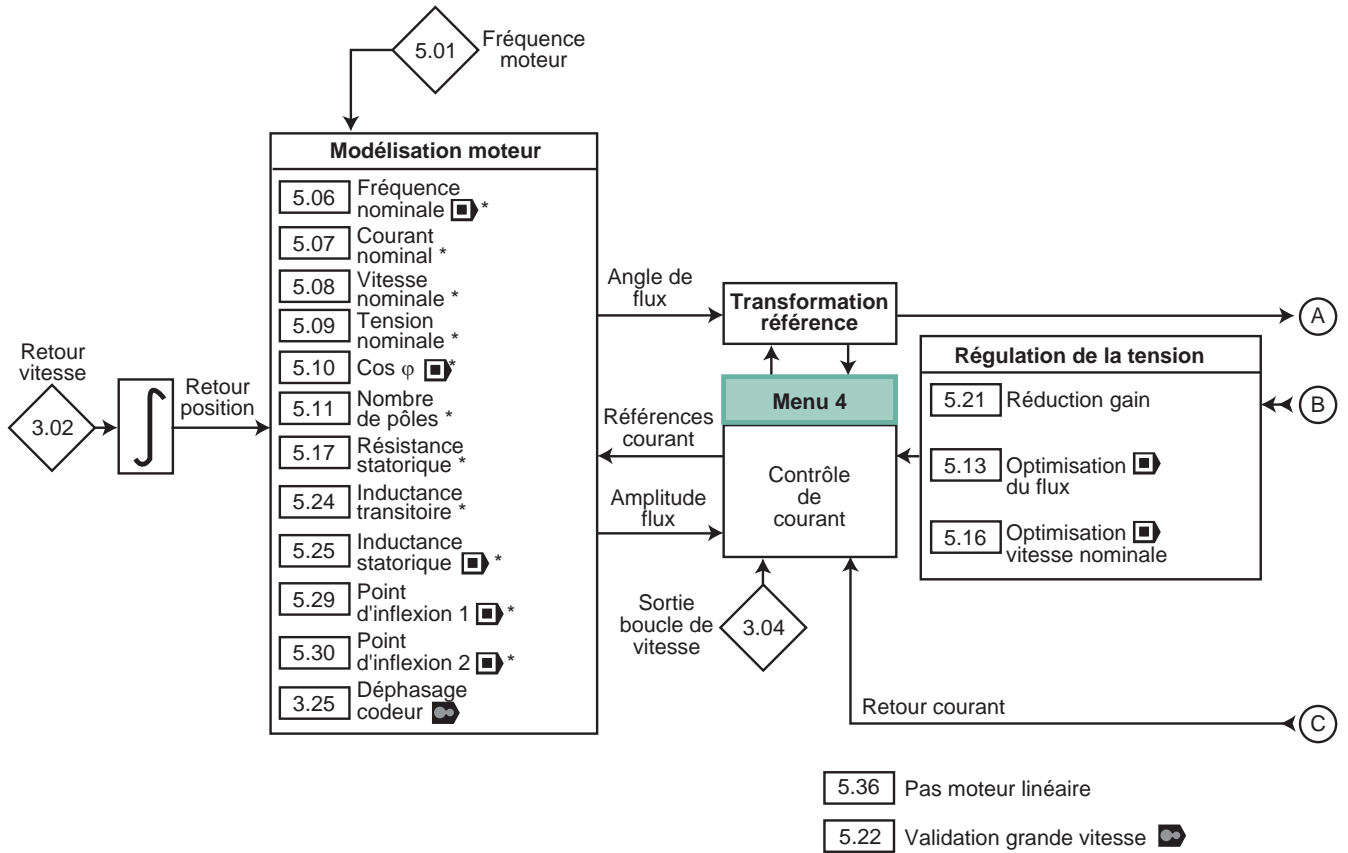 5.01
Fréquence
moteur
Modélisation moteur
5.06
Fréquence
nominale *
5.07
Courant
nominal *
5.08
Vitesse
nominale *
5.09
Tension
nominale *
5.10
Cos φ *
5.11
Nombre
de pôles *
5.17
Résistance
statorique *
5.24
Inductance
transitoire *
5.25
Inductance
statorique *
5.29
Point
d'inflexion 1 *
5.30
Point
d'inflexion 2 *
3.25
Déphasage
codeur
Retour
vitesse
3.02
∫
Retour
position
Angle de
flux
Transformation
référence
A
Menu 4
Contrôle
de
courant
Références
courant
Amplitude
flux
Régulation de la tension
5.21
Réduction gain
5.13
Optimisation
du flux
5.16
Optimisation
vitesse nominale
B
Sortie
boucle de
vitesse
3.04
Retour courant
C
5.36
Pas moteur linéaire
5.22
Validation grande vitesse